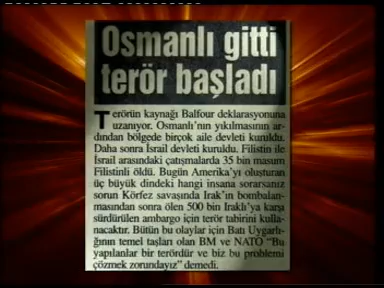 Osmanlı gitti
terör başladı
Terörün kaynağı Balfour deklarasyonuna
uzanıyor. Osmanlı'nın yıkılmasının ar-
dından bölgede birçok aile devleti kuruldu.
Daha sonra İsrail devleti kuruldu. Filistin ile
İsrail arasındaki çatışmalarda 35 bin masum
Filistinli öldü. Bugün Amerika'yı oluşturan
üç büyük dindeki hangi insana sorarsanız
sorun Körfez savaşında Irak'ın bombalan-
masından sonra ölen 500 bin Iraklı'ya karşı
sürdürülen ambargo için terör tabirini kulla-
nacaktır. Bütün bu olaylar için Batı Uygarlı-
ğının temel taşları olan BM ve NATO "Bu
yapılanlar bir terördür ve biz bu problemi
çözmek zorundayız" demedi.